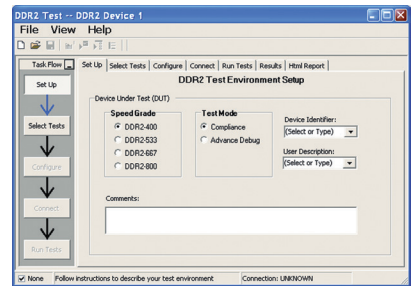 DDR2 Test -- DDR2 Device 1
File View Help
Task Flow
Set Up Select Tests Configure Connect Run Tests Results Html Report
Set Up
Select Tests
Configure
Connect
Run Tests
DDR2 Test Environment Setup
Device Under Test (DUT)
Speed Grade
DDR2-400
DDR2-533
DDR2-667
DDR2-800
Test Mode
Compliance
Advance Debug
Device Identifier:
(Select or Type)
User Description:
(Select or Type)
Comments:
None Follow instructions to describe your test environment Connection: UNKNOWN